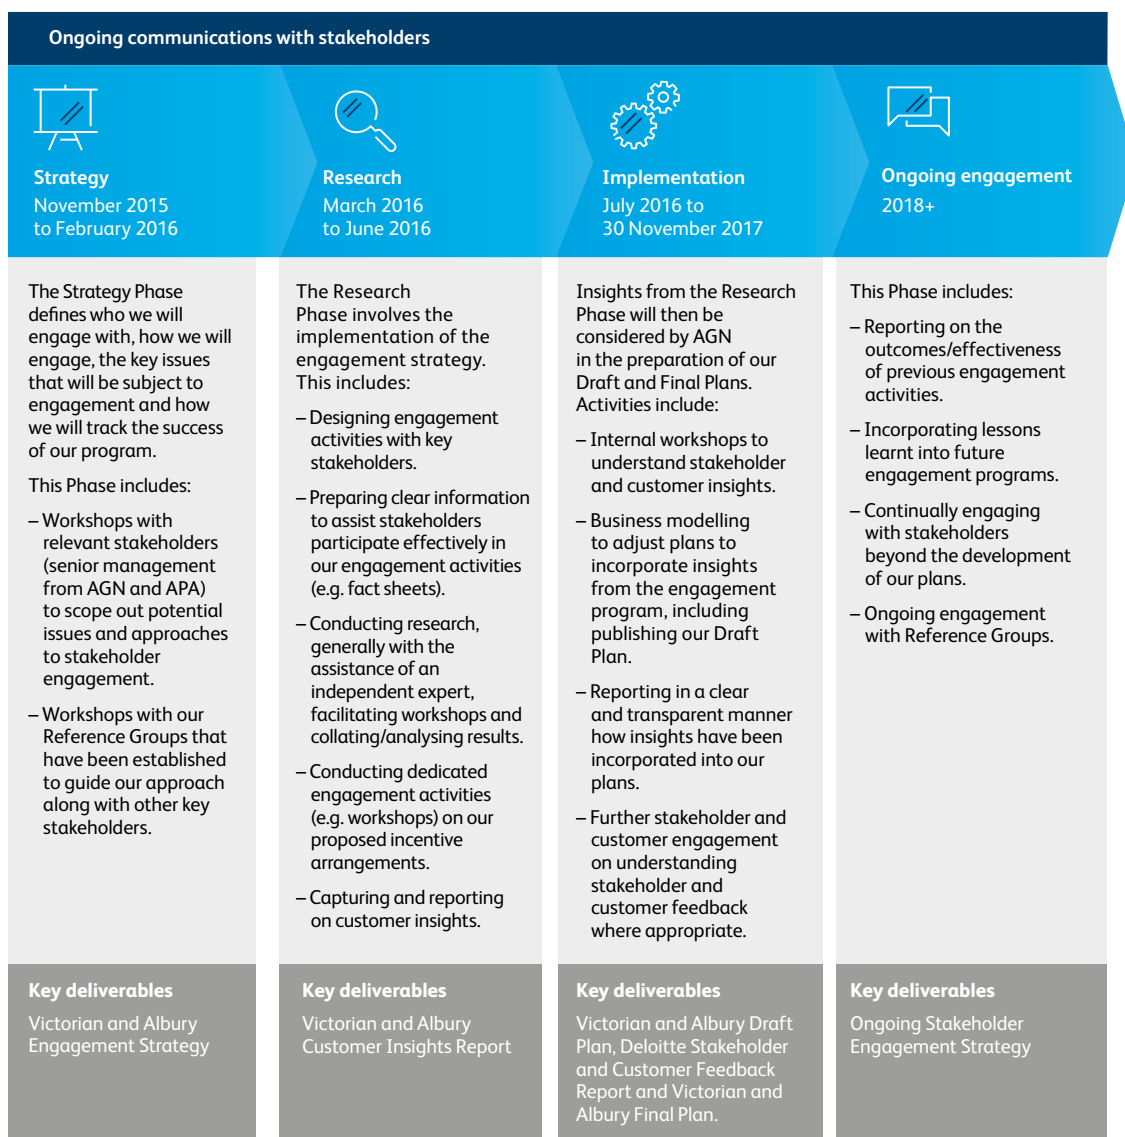 Ongoing communications with stakeholders
Strategy
November 2015
to February 2016
Research
March 2016
to June 2016
Implementation
July 2016 to
30 November 2017
Ongoing engagement
2018+
The Strategy Phase
defines who we will
engage with, how we will
engage, the key issues
that will be subject to
engagement and how
we will track the success
of our program.
This Phase includes:
– Workshops with
relevant stakeholders
(senior management
from AGN and APA)
to scope out potential
issues and approaches
to stakeholder
engagement.
– Workshops with our
Reference Groups that
have been established
to guide our approach
along with other key
stakeholders.
The Research
Phase involves the
implementation of the
engagement strategy.
This includes:
– Designing engagement
activities with key
stakeholders.
– Preparing clear information
to assist stakeholders
participate effectively in
our engagement activities
(e.g. fact sheets).
– Conducting research,
generally with the
assistance of an
independent expert,
facilitating workshops and
collating/analysing results.
– Conducting dedicated
engagement activities
(e.g. workshops) on our
proposed incentive
arrangements.
– Capturing and reporting
on customer insights.
Insights from the Research
Phase will then be
considered by AGN
in the preparation of our
Draft and Final Plans.
Activities include:
– Internal workshops to
understand stakeholder
and customer insights.
– Business modelling
to adjust plans to
incorporate insights
from the engagement
program, including
publishing our Draft
Plan.
– Reporting in a clear
and transparent manner
how insights have been
incorporated into our
plans.
– Further stakeholder and
customer engagement
on understanding
stakeholder and
customer feedback
where appropriate.
This Phase includes:
– Reporting on the
outcomes/effectiveness
of previous engagement
activities.
– Incorporating lessons
learnt into future
engagement programs.
– Continually engaging
with stakeholders
beyond the development
of our plans.
– Ongoing engagement
with Reference Groups.
Key deliverables
Victorian and Albury
Engagement Strategy
Key deliverables
Victorian and Albury
Customer Insights Report
Key deliverables
Victorian and Albury Draft
Plan, Deloitte Stakeholder
and Customer Feedback
Report and Victorian and
Albury Final Plan.
Key deliverables
Ongoing Stakeholder
Engagement Strategy